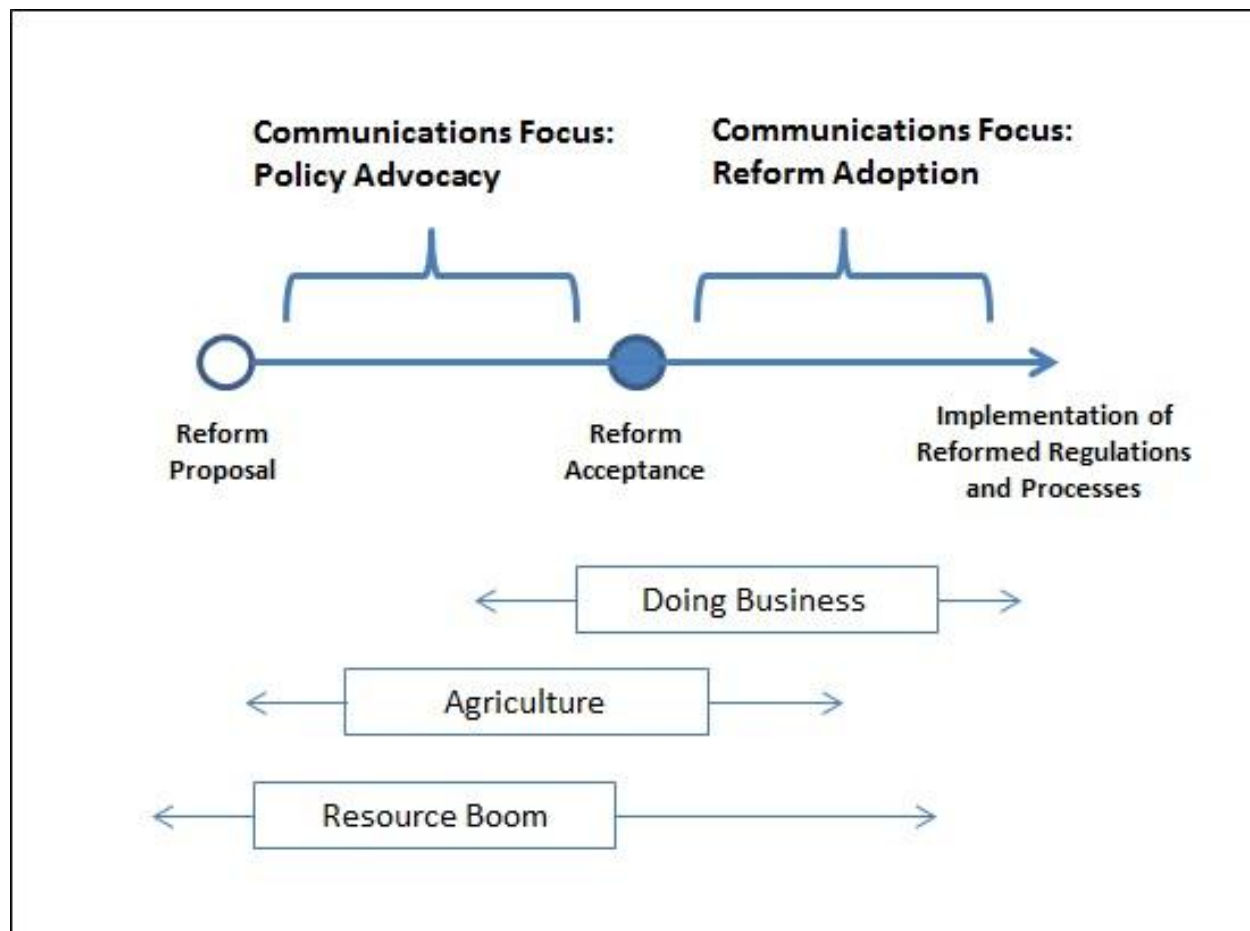 Communications Focus:
Policy Advocacy
Communications Focus:
Reform Adoption
Reform
Proposal
Reform
Acceptance
Implementation of
Reformed Regulations
and Processes
Doing Business
Agriculture
Resource Boom